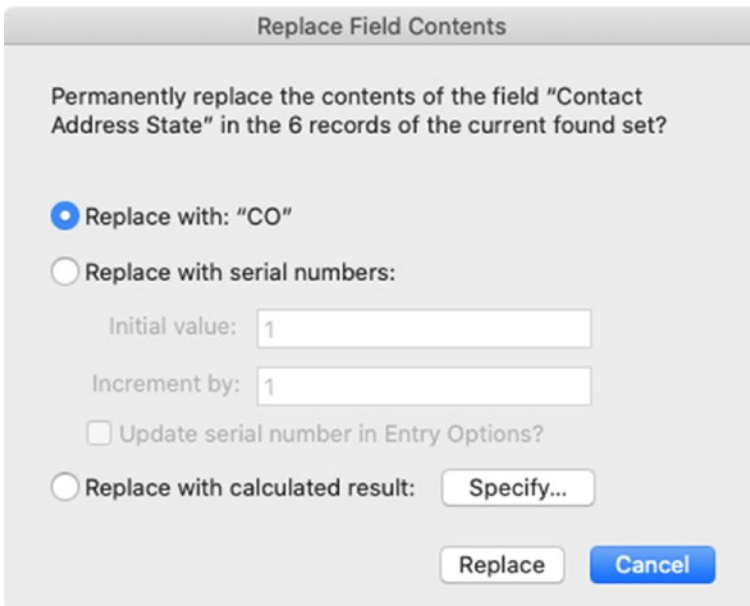 Replace Field Contents
Permanently replace the contents of the field “Contact
Address State” in the 6 records of the current found set?
Replace with: “CO”
Replace with serial numbers:
Initial value: 1
Increment by: 1
Update serial number in Entry Options?
Replace with calculated result: Specify...
Replace Cancel